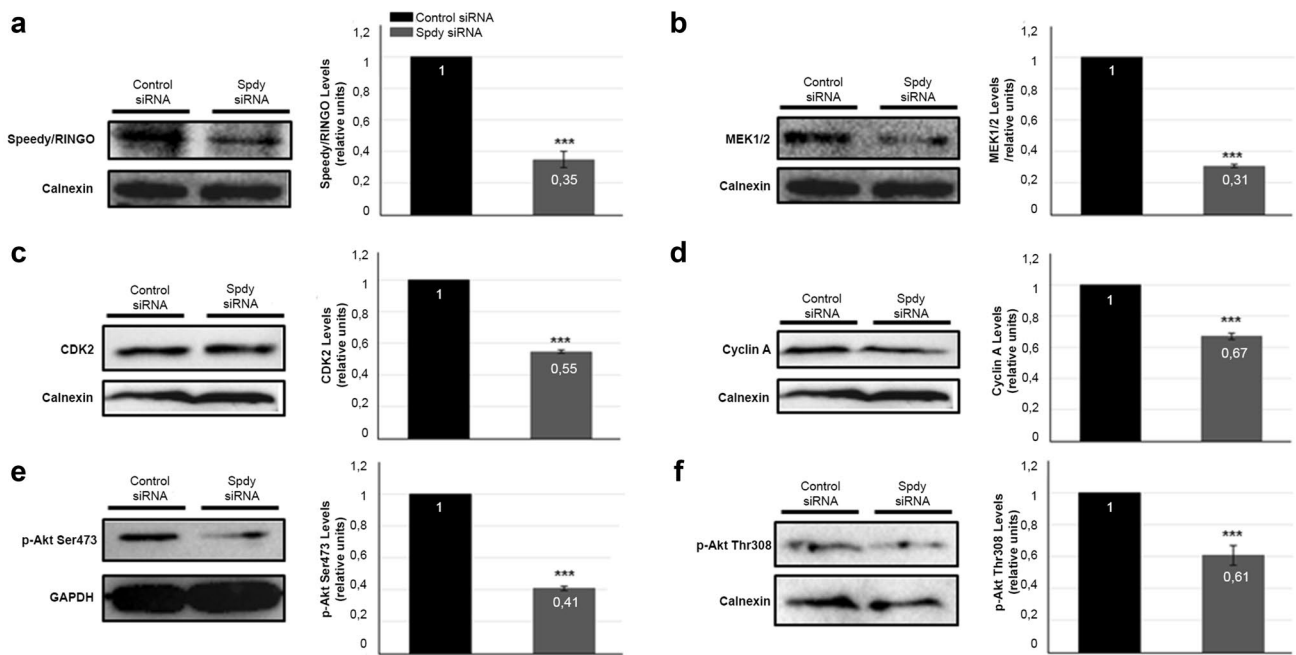 a
Control siRNA
Spdy siRNA
Control
siRNA
Spdy
siRNA
Speedy/RINGO
Calnexin
Speedy/RINGO Levels
(relative units)
1,2
1
0,8
0,6
0,4
0,2
0
1
***
0,35
b
Control
siRNA
Spdy
siRNA
MEK1/2
Calnexin
MEK1/2 Levels
/relative units)
1,2
1
0,8
0,6
0,4
0,2
0
1
***
0,31
c
Control
siRNA
Spdy
siRNA
CDK2
Calnexin
CDK2 Levels
(relative units)
1,2
1
0,8
0,6
0,4
0,2
0
1
***
0,55
d
Control
siRNA
Spdy
siRNA
Cyclin A
Calnexin
Cyclin A Levels
(relative units)
1,2
1
0,8
0,6
0,4
0,2
0
1
***
0,67
e
Control
siRNA
Spdy
siRNA
p-Akt Ser473
GAPDH
p-Akt Ser473 Levels
(relative units)
1,2
1
0,8
0,6
0,4
0,2
0
1
***
0,41
f
Control
siRNA
Spdy
siRNA
p-Akt Thr308
Calnexin
p-Akt Thr308 Levels
(relative units)
1,2
1
0,8
0,6
0,4
0,2
0
1
***
0,61